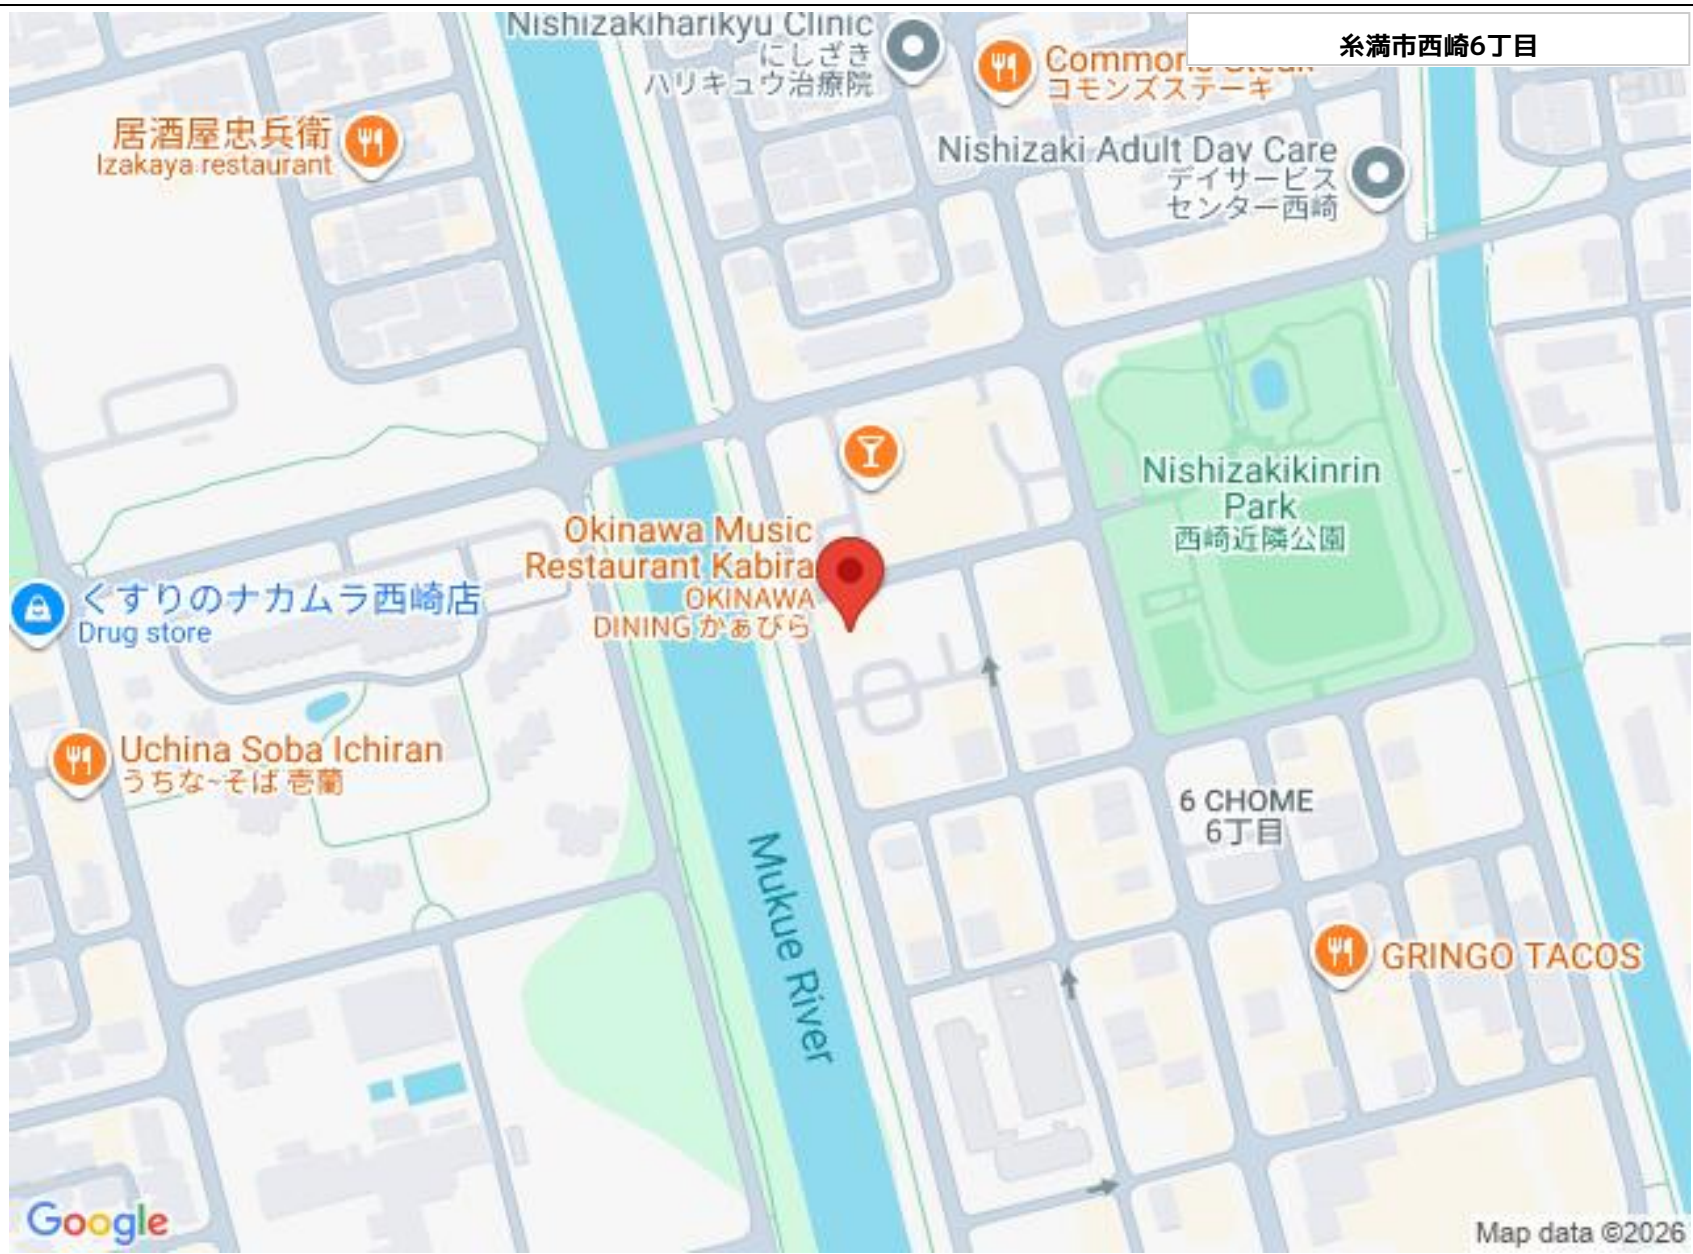 糸満市西崎6丁目
Nishizakiharikyu Clinic
にしざき
ハリキュウ治療院
Commons Steak
コモンズステーキ
居酒屋忠兵衛
Izakaya restaurant
Nishizaki Adult Day Care
デイサービス
センター西崎
Nishizakikinrin
Park
西崎近隣公園
Okinawa Music
Restaurant Kabira
OKINAWA
DINING かぁびら
くすりのナカムラ西崎店
Drug store
Uchina Soba Ichiran
うちな~そば 壱蘭
6 CHOME
6丁目
Mukue River
GRINGO TACOS
Google
Map data ©2026